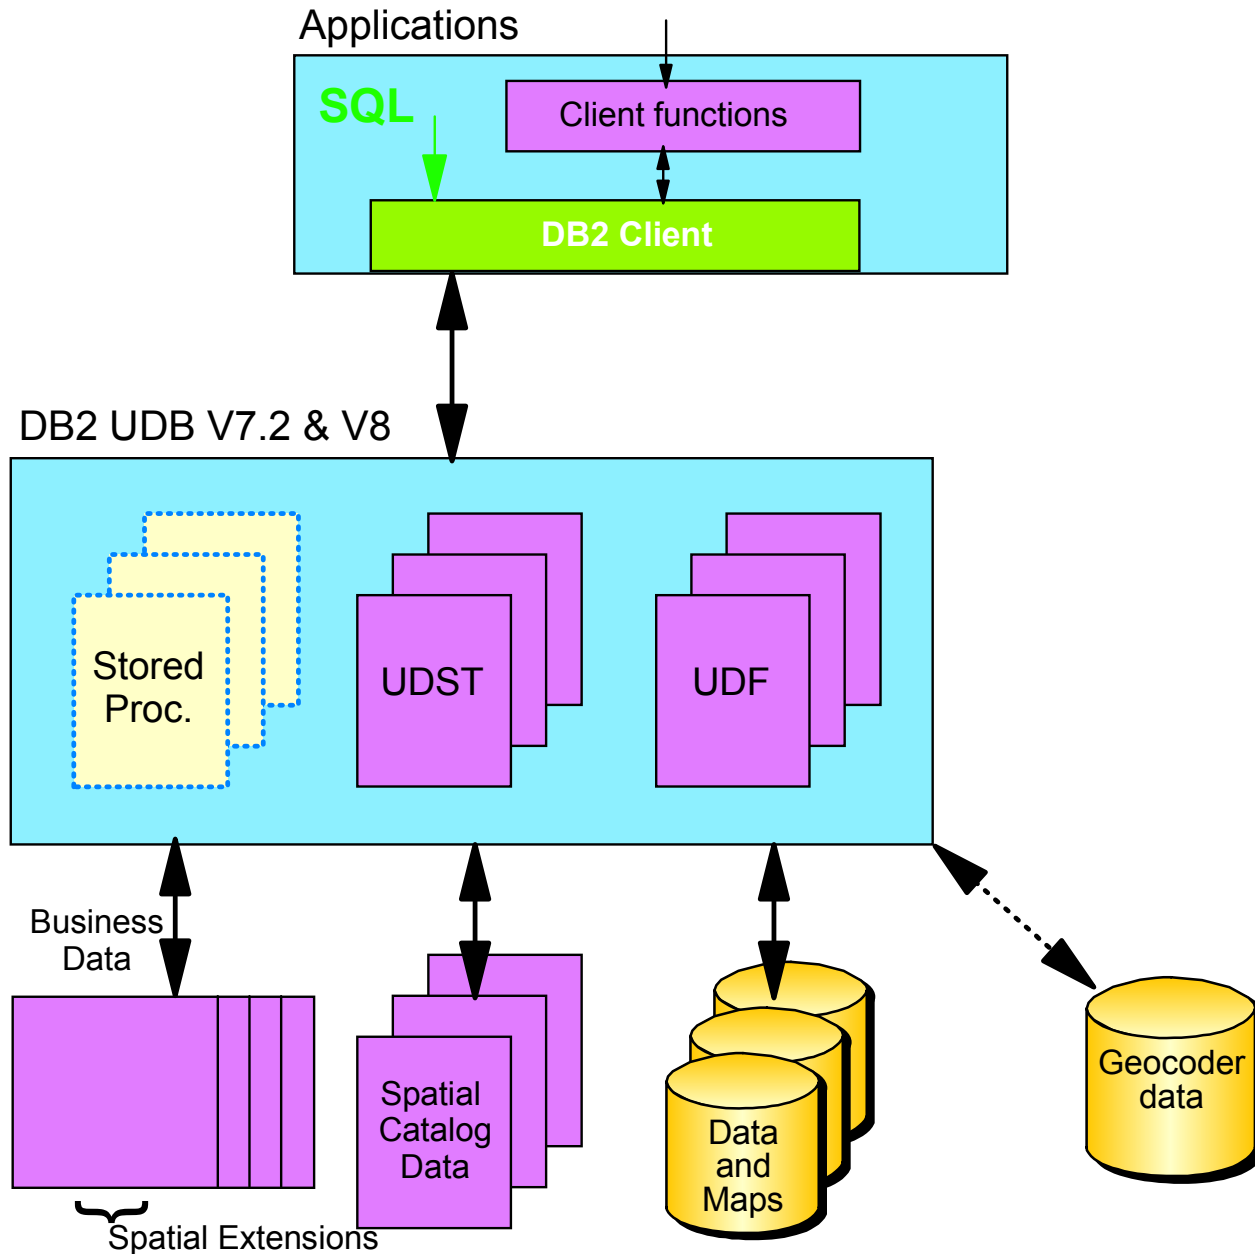 Applications
SQL
Client functions
DB2 Client
DB2 UDB V7.2 & V8
Stored
Proc.
UDST
UDF
Business
Data
Spatial
Catalog
Data
Data
and
Maps
Geocoder
data
Spatial Extensions